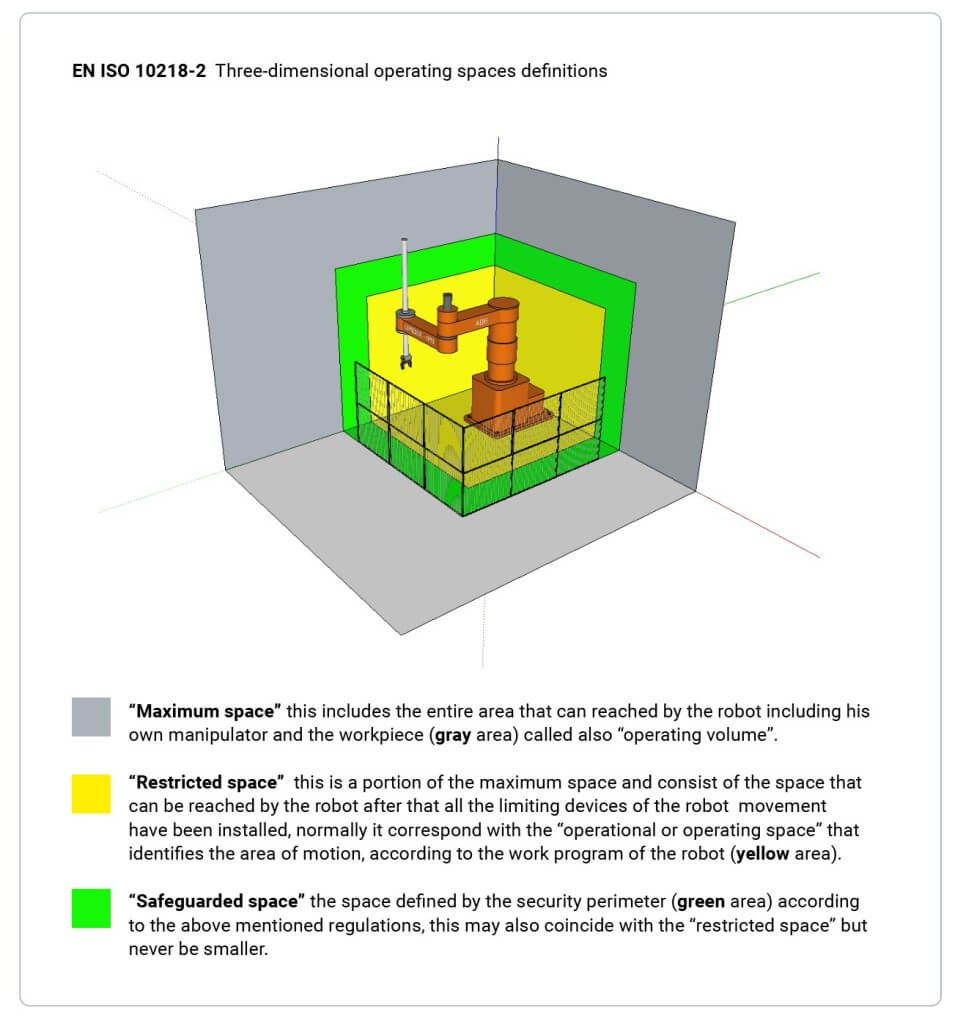 EN ISO 10218-2 Three-dimensional operating spaces definitions
“Maximum space” this includes the entire area that can reached by the robot including his
own manipulator and the workpiece (gray area) called also “operating volume”.
“Restricted space” this is a portion of the maximum space and consist of the space that
can be reached by the robot after that all the limiting devices of the robot movement
have been installed, normally it correspond with the “operational or operating space” that
identifies the area of motion, according to the work program of the robot (yellow area).
“Safeguarded space” the space defined by the security perimeter (green area) according
to the above mentioned regulations, this may also coincide with the “restricted space” but
never be smaller.